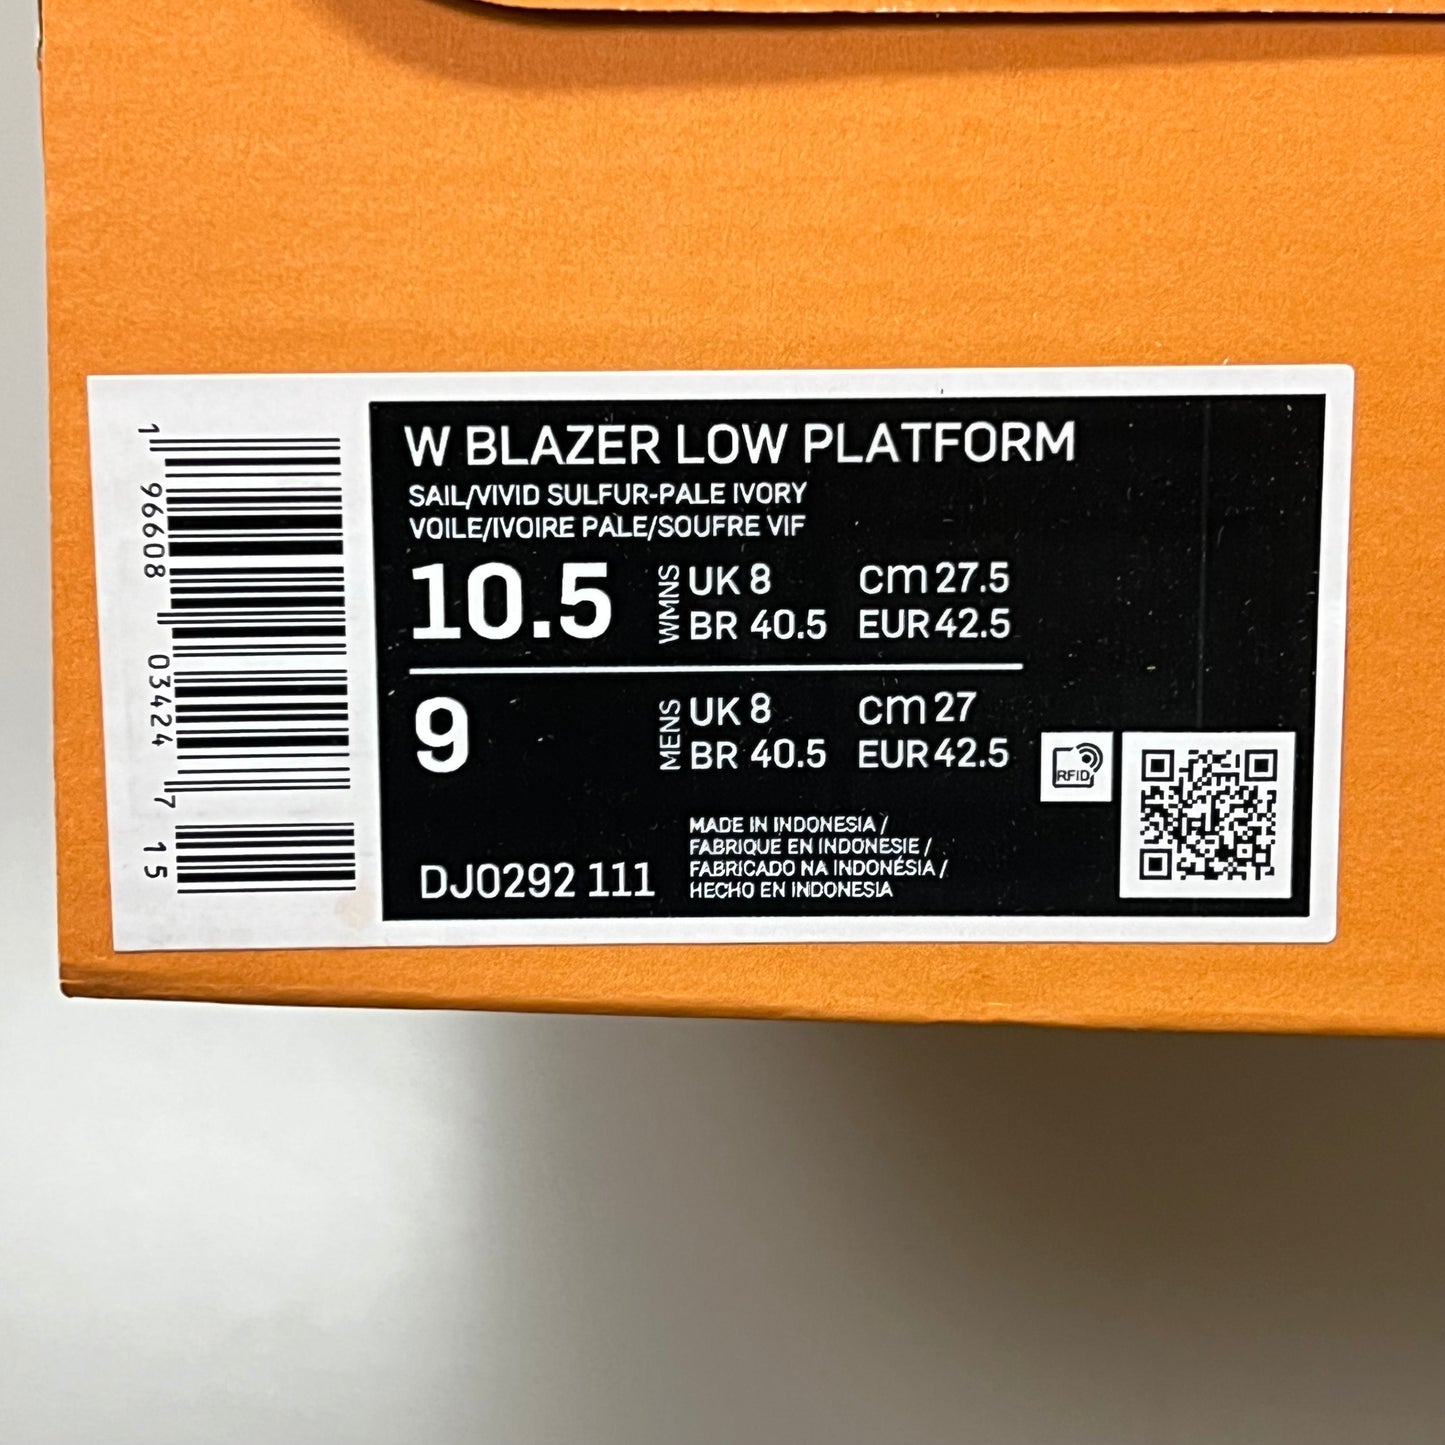 1 96608 03424 7 15
W BLAZER LOW PLATFORM
SAIL/VIVID SULFUR-PALE IVORY
VOILE/IVOIRE PALE/SOUFRE VIF
10.5 WMNS UK 8 cm 27.5
BR 40.5 EUR 42.5
9 MENS UK 8 cm 27
BR 40.5 EUR 42.5
RFID
DJ0292 111
MADE IN INDONESIA /
FABRIQUE EN INDONESIE /
FABRICADO NA INDONÉSIA /
HECHO EN INDONESIA